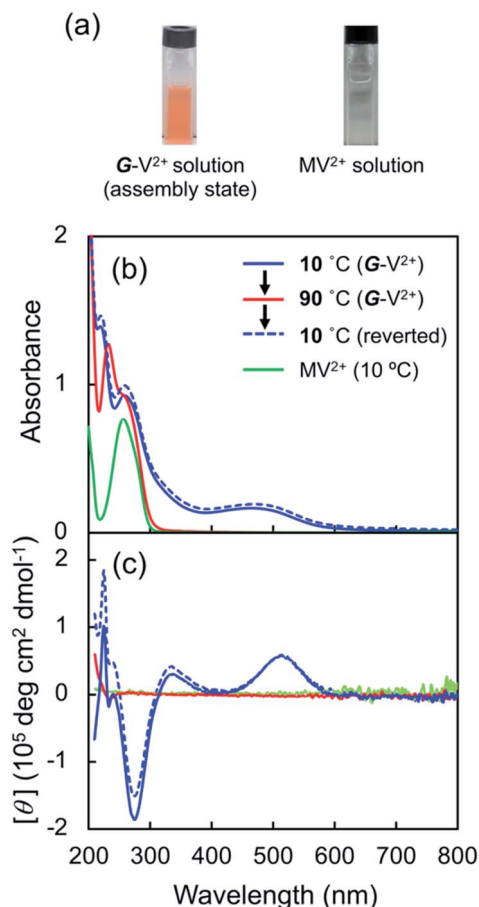 (a)
G-V²⁺ solution
(assembly state)
MV²⁺ solution
(b)
10 ˚C (G-V²⁺)
90 ˚C (G-V²⁺)
10 ˚C (reverted)
MV²⁺ (10 ºC)
Absorbance
2
1
0
(c)
[θ] (10⁵ deg cm² dmol⁻¹)
2
1
0
-1
-2
200 300 400 500 600 700 800
Wavelength (nm)